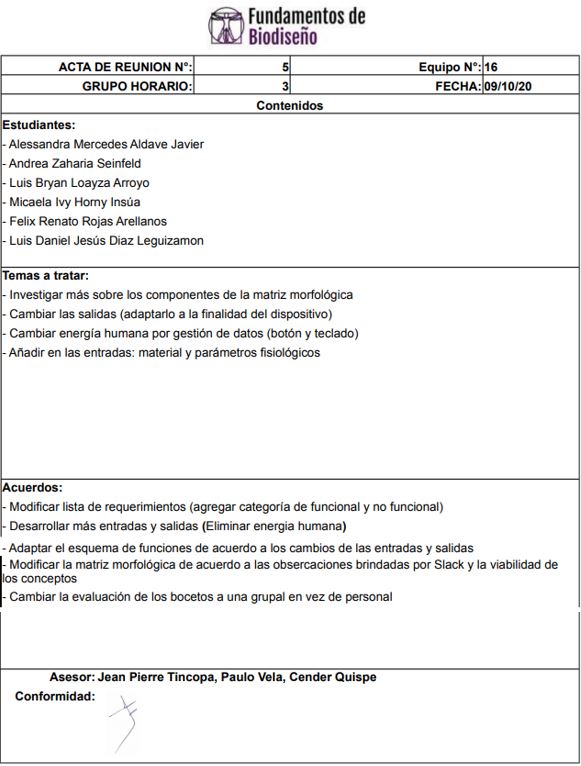 Fundamentos de
Biodiseño
ACTA DE REUNION N°: 5 Equipo N°: 16
GRUPO HORARIO: 3 FECHA: 09/10/20
Contenidos
Estudiantes:
- Alessandra Mercedes Aldave Javier
- Andrea Zaharia Seinfeld
- Luis Bryan Loayza Arroyo
- Micaela Ivy Horny Insúa
- Felix Renato Rojas Arellanos
- Luis Daniel Jesús Diaz Leguizamon
Temas a tratar:
- Investigar más sobre los componentes de la matriz morfológica
- Cambiar las salidas (adaptarlo a la finalidad del dispositivo)
- Cambiar energía humana por gestión de datos (botón y teclado)
- Añadir en las entradas: material y parámetros fisiológicos
Acuerdos:
- Modificar lista de requerimientos (agregar categoría de funcional y no funcional)
- Desarrollar más entradas y salidas (Eliminar energia humana)
- Adaptar el esquema de funciones de acuerdo a los cambios de las entradas y salidas
- Modificar la matriz morfológica de acuerdo a las obsercaciones brindadas por Slack y la viabilidad de
los conceptos
- Cambiar la evaluación de los bocetos a una grupal en vez de personal
Asesor: Jean Pierre Tincopa, Paulo Vela, Cender Quispe
Conformidad: